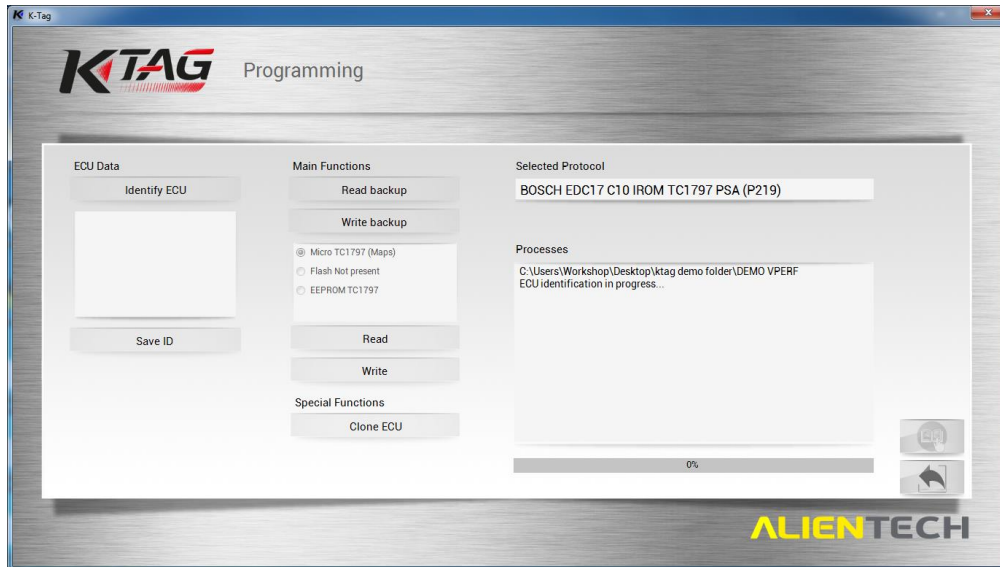 K-Tag
KTAG
Programming
ECU Data
Identify ECU
Save ID
Main Functions
Read backup
Write backup
Micro TC1797 (Maps)
Flash Not present
EEPROM TC1797
Read
Write
Special Functions
Clone ECU
Selected Protocol
BOSCH EDC17 C10 IROM TC1797 PSA (P219)
Processes
C:\Users\Workshop\Desktop\ktag demo folder\DEMO VPERF
ECU identification in progress...
0%
ALIENTECH